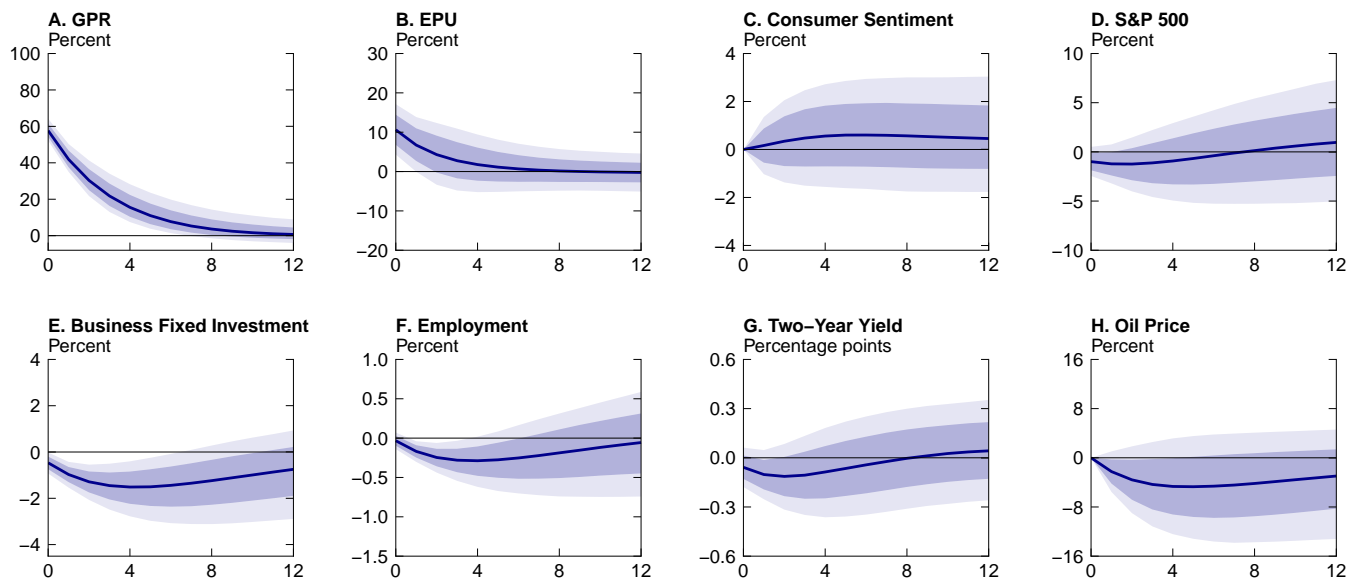 A. GPR
Percent
100
80
60
40
20
0
0 4 8 12
B. EPU
Percent
30
20
10
0
−10
−20
0 4 8 12
C. Consumer Sentiment
Percent
4
2
0
−2
−4
0 4 8 12
D. S&P 500
Percent
10
5
0
−5
−10
0 4 8 12
E. Business Fixed Investment
Percent
4
2
0
−2
−4
0 4 8 12
F. Employment
Percent
1.0
0.5
0.0
−0.5
−1.0
−1.5
0 4 8 12
G. Two−Year Yield
Percentage points
0.6
0.3
0.0
−0.3
−0.6
0 4 8 12
H. Oil Price
Percent
16
8
0
−8
−16
0 4 8 12